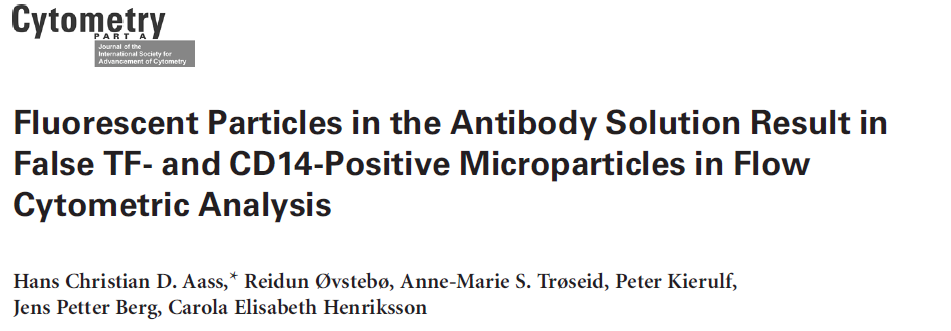 Cytometry
PART A
Journal of the
International Society for
Advancement of Cytometry
Fluorescent Particles in the Antibody Solution Result in
False TF- and CD14-Positive Microparticles in Flow
Cytometric Analysis
Hans Christian D. Aass,* Reidun Øvstebø, Anne-Marie S. Trøseid, Peter Kierulf,
Jens Petter Berg, Carola Elisabeth Henriksson